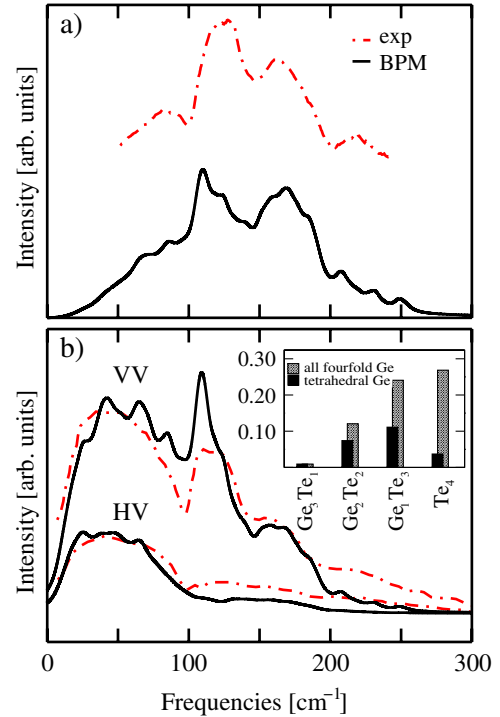 a)
exp
BPM
Intensity [arb. units]
b)
VV
HV
0.30
0.20
0.10
all fourfold Ge
tetrahedral Ge
Ge₃Te₁
Ge₂Te₂
Ge₁Te₃
Te₄
Intensity [arb. units]
0 100 200 300
Frequencies [cm⁻¹]